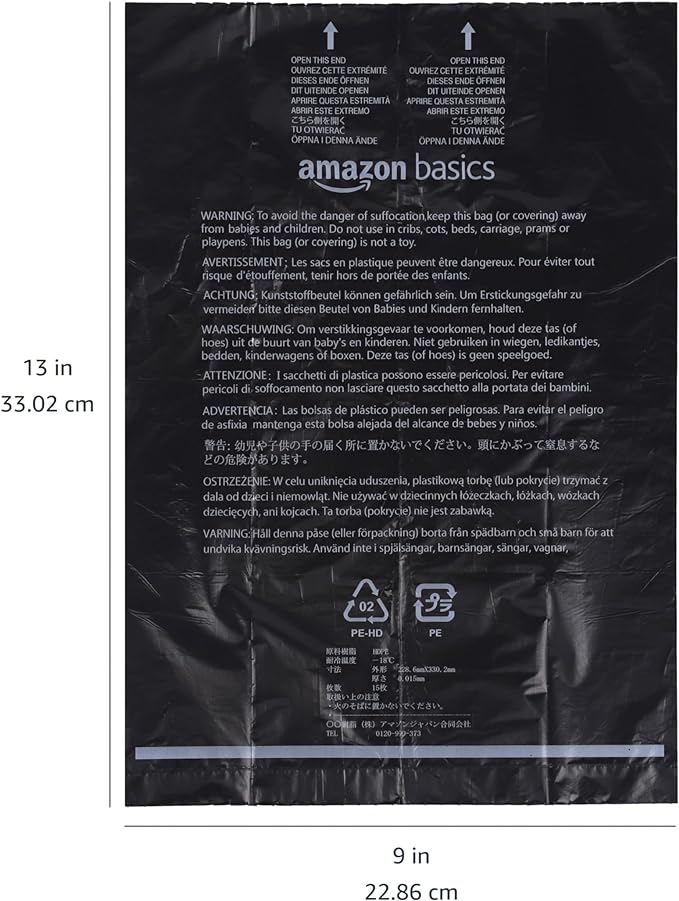 OPEN THIS END
OUVREZ CETTE EXTRÉMITÉ
DIESES ENDE ÖFFNEN
DIT UITEINDE OPENEN
APRIRE QUESTA ESTREMITÀ
ABRIR ESTE EXTREMO
こちら側を開く
TU OTWIERAĆ
ÖPPNA I DENNA ÄNDE
OPEN THIS END
OUVREZ CETTE EXTRÉMITÉ
DIESES ENDE ÖFFNEN
DIT UITEINDE OPENEN
APRIRE QUESTA ESTREMITÀ
ABRIR ESTE EXTREMO
こちら側を開く
TU OTWIERAĆ
ÖPPNA I DENNA ÄNDE
amazon basics
WARNING: To avoid the danger of suffocation,keep this bag (or covering) away
from babies and children. Do not use in cribs, cots, beds, carriage, prams or
playpens. This bag (or covering) is not a toy.
AVERTISSEMENT; Les sacs en plastique peuvent être dangereux. Pour éviter tout
risque d'étouffement, tenir hors de portée des enfants.
ACHTUNG: Kunststoffbeutel können gefährlich sein. Um Erstickungsgefahr zu
vermeiden bitte diesen Beutel von Babies und Kindern fernhalten.
WAARSCHUWING: Om verstikkingsgevaar te voorkomen, houd deze tas (of
hoes) uit de buurt van baby's en kinderen. Niet gebruiken in wiegen, ledikantjes,
bedden, kinderwagens of boxen. Deze tas (of hoes) is geen speelgoed.
ATTENZIONE: I sacchetti di plastica possono essere pericolosi. Per evitare
pericoli di soffocamento non lasciare questo sacchetto alla portata dei bambini.
ADVERTENCIA: Las bolsas de plástico pueden ser peligrosas. Para evitar el peligro
de asfixia mantenga esta bolsa alejada del alcance de bebes y niños.
警告: 幼児や子供の手の届く所に置かないでください。頭にかぶって窒息するな
どの危険があります。
OSTRZEŻENIE: W celu uniknięcia uduszenia, plastikową torbę (lub pokrycie) trzymać z
dala od dzieci i niemowląt. Nie używać w dziecinnych łóżeczkach, łóżkach, wózkach
dziecięcych, ani kojcach. Ta torba (pokrycie) nie jest zabawką.
VARNING: Håll denna påse (eller förpackning) borta från spädbarn och små barn för att
undvika kvävningsrisk. Använd inte i spjälsängar, barnsängar, sängar, vagnar,
02
PE-HD
プラ
PE
原料樹脂 HDPE
耐冷温度 －18℃
寸法 外形 228.6mmX330.2mm
厚さ 0.015mm
枚数 15枚
取扱い上の注意
・火のそばに置かないでください。
〇〇樹脂（株）アマゾンジャパン合同会社
TEL 0120-999-373
13 in
33.02 cm
9 in
22.86 cm